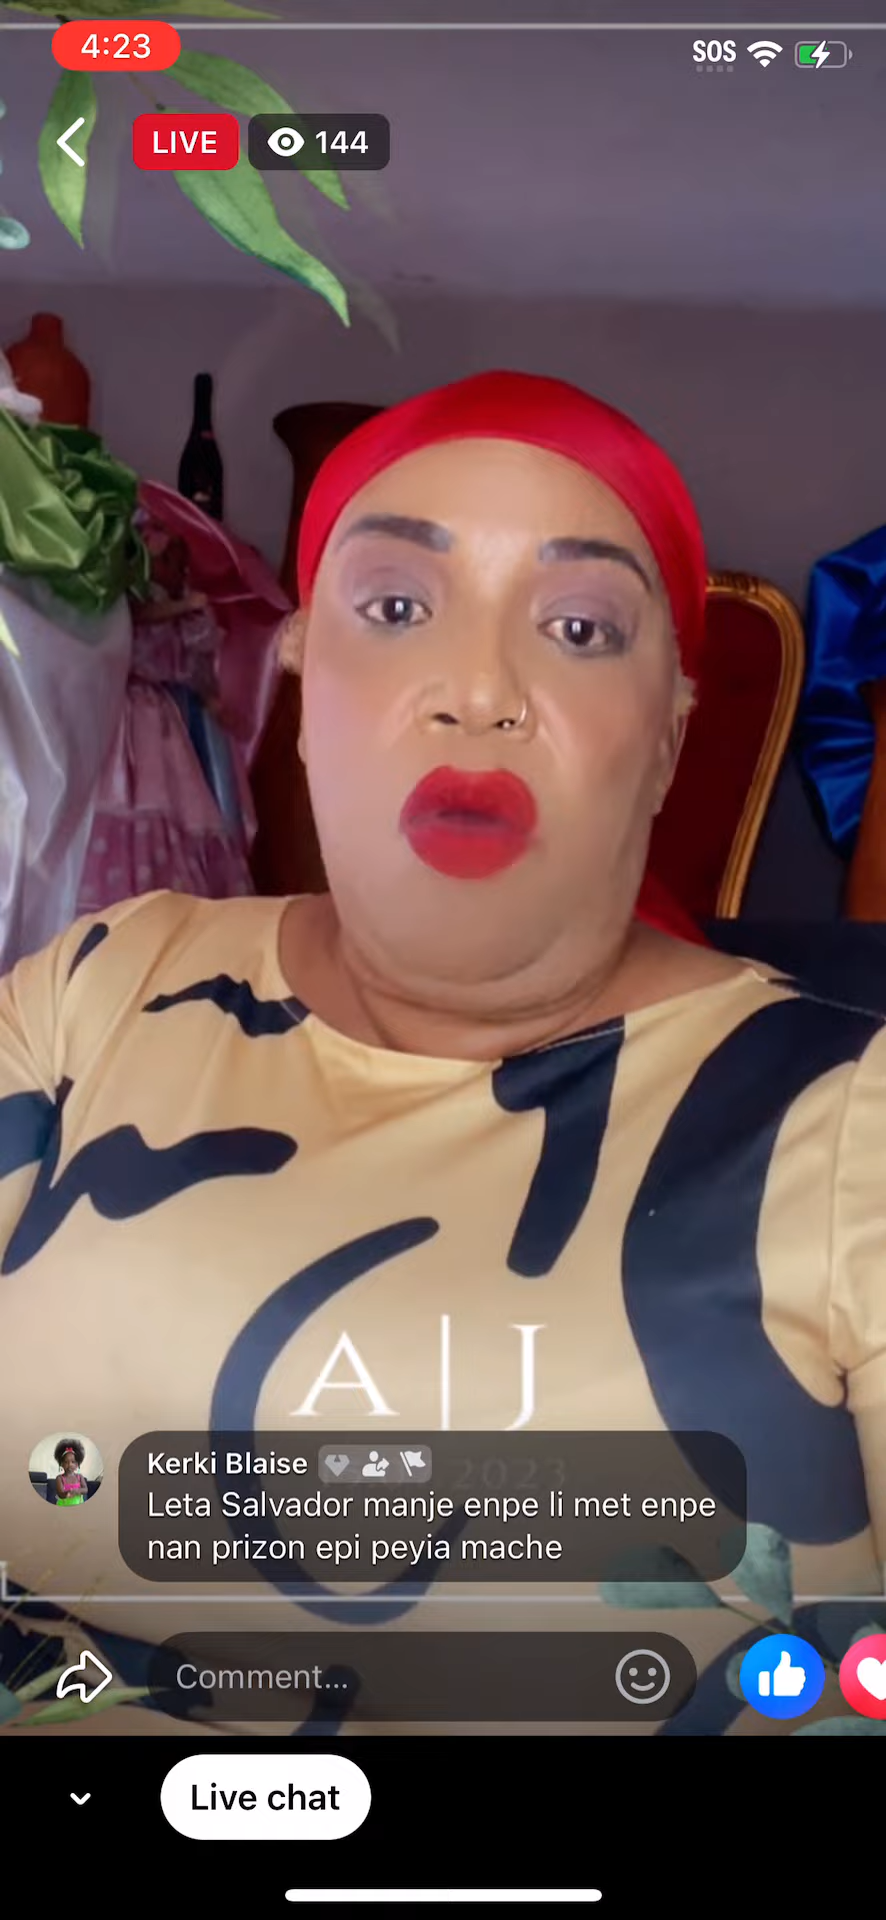 4:23
SOS
LIVE
144
A | J
2023
Kerki Blaise
Leta Salvador manje enpe li met enpe
nan prizon epi peyia mache
Comment...
Live chat